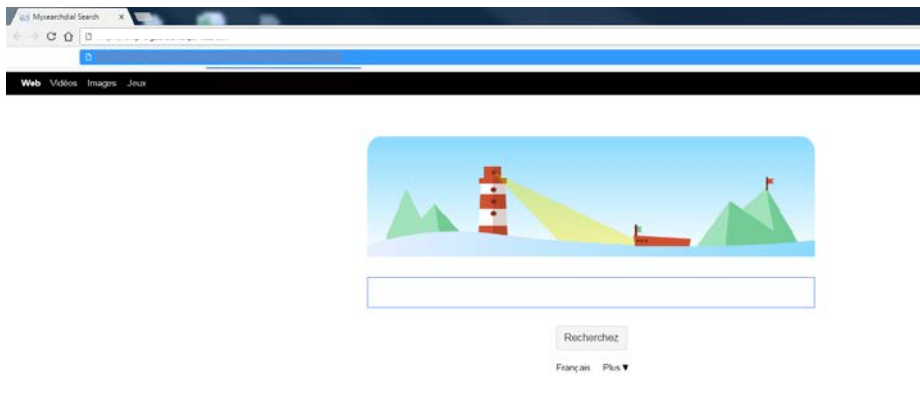 Mysearchdial Search
Web Vidéos Images Jeux
Recherchez
Français Plus▼